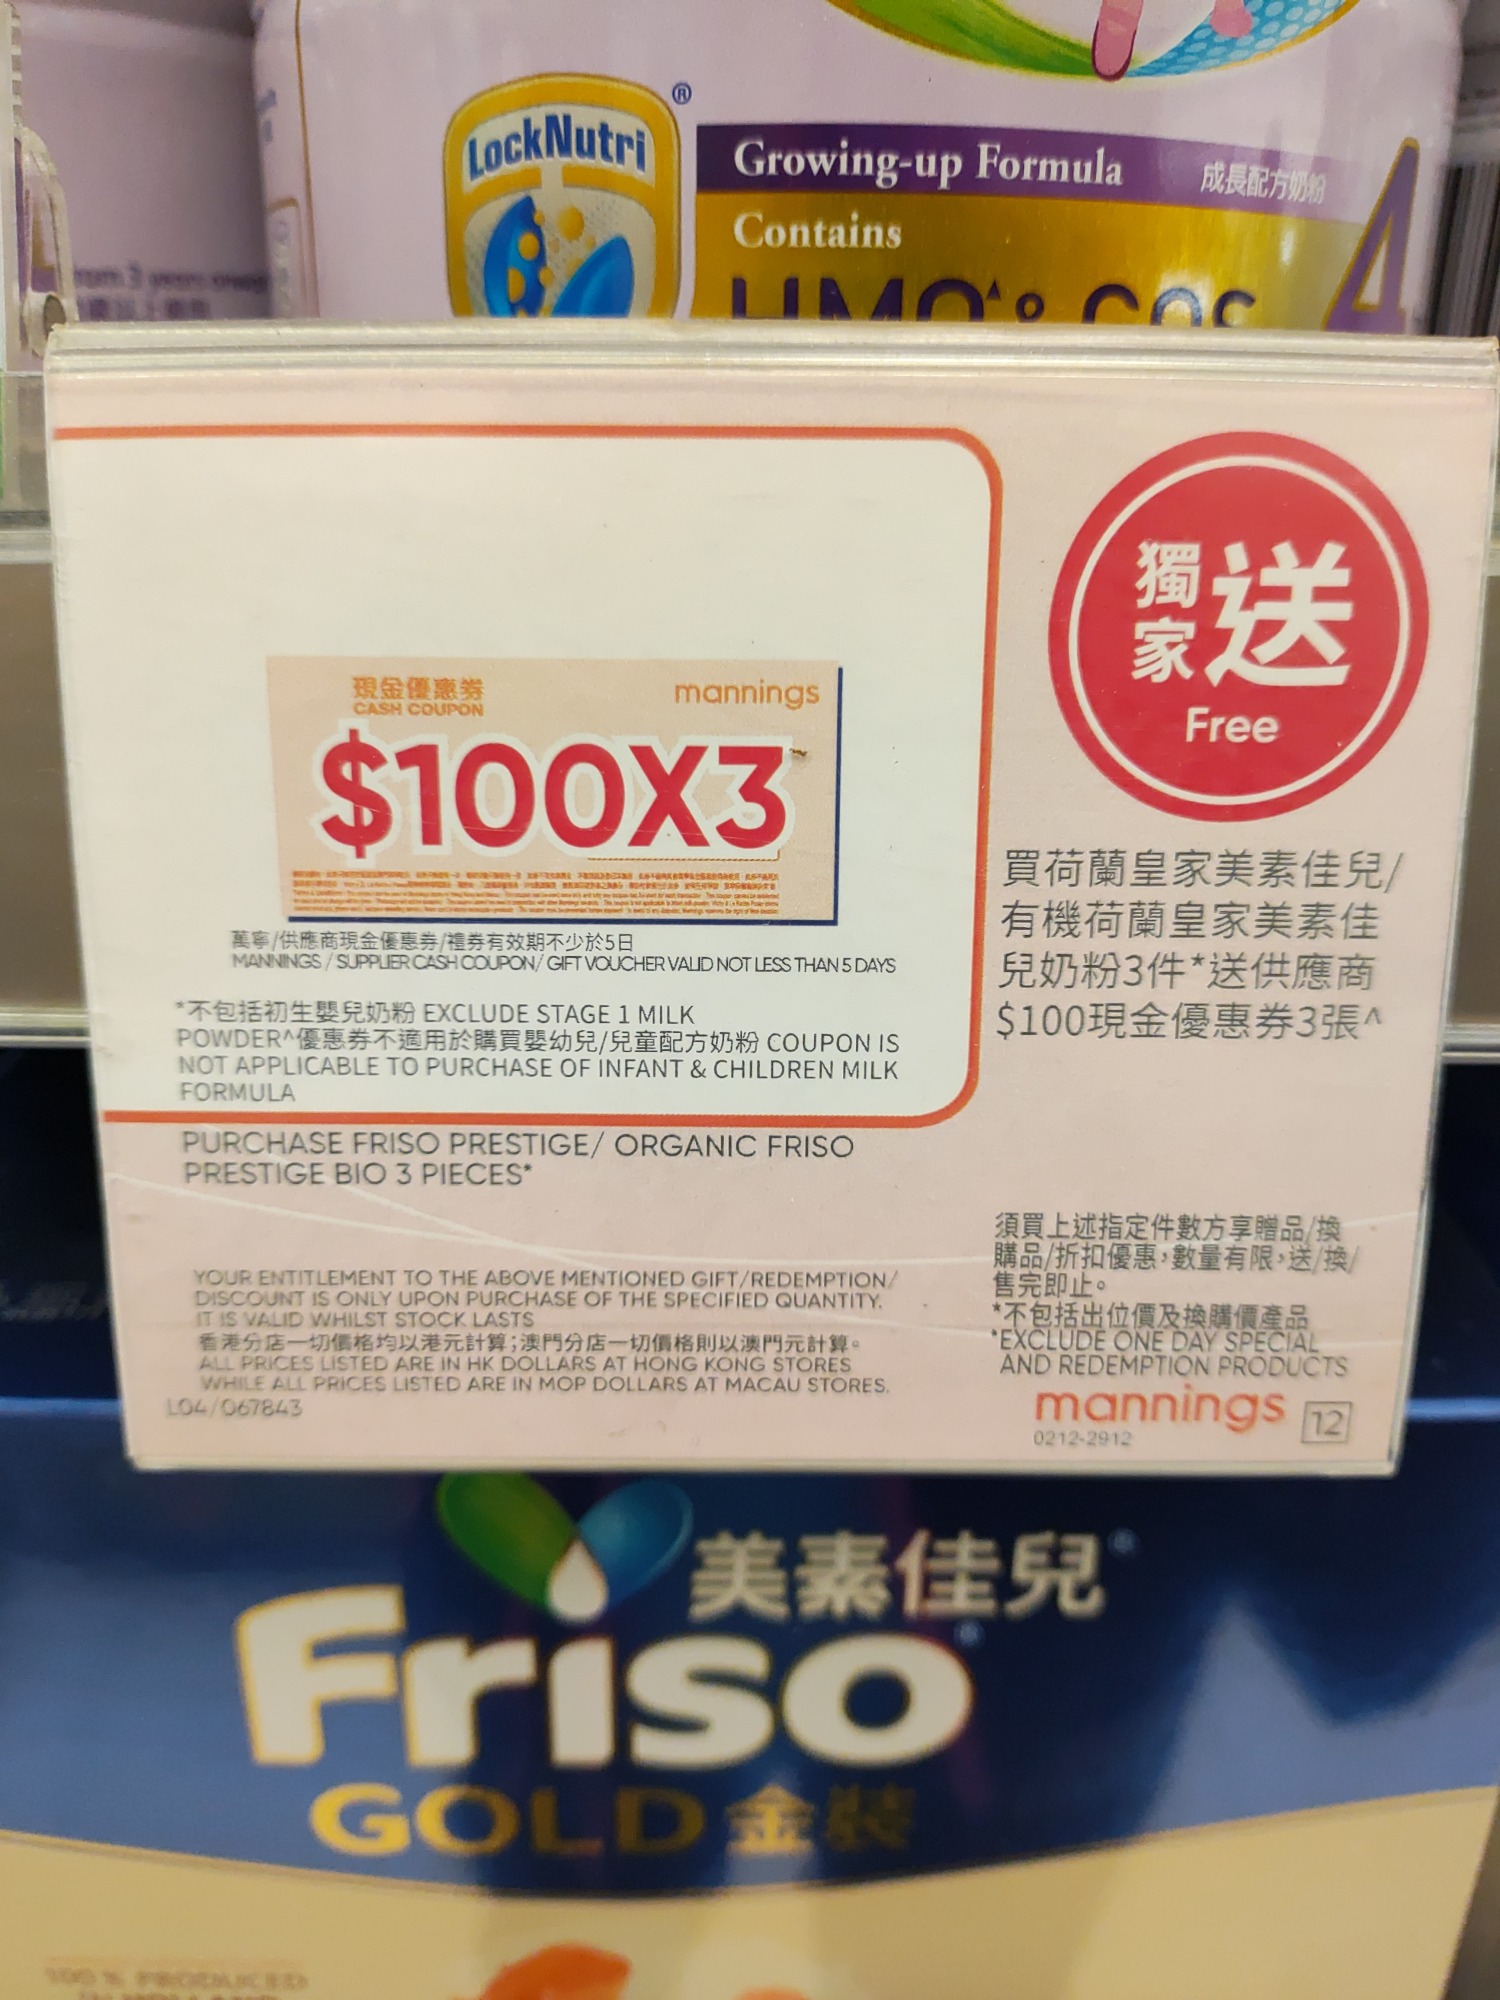 LockNutri®
Growing-up Formula 成長配方奶粉
Contains
4
獨家送
Free
現金優惠券
CASH COUPON
mannings
$100X3
萬寧/供應商現金優惠券/禮券有效期不少於5日
MANNINGS / SUPPLIER CASH COUPON/ GIFT VOUCHER VALID NOT LESS THAN 5 DAYS
*不包括初生嬰兒奶粉 EXCLUDE STAGE 1 MILK
POWDER^優惠券不適用於購買嬰幼兒/兒童配方奶粉 COUPON IS
NOT APPLICABLE TO PURCHASE OF INFANT & CHILDREN MILK
FORMULA
買荷蘭皇家美素佳兒/
有機荷蘭皇家美素佳
兒奶粉3件*送供應商
$100現金優惠券3張^
PURCHASE FRISO PRESTIGE/ ORGANIC FRISO
PRESTIGE BIO 3 PIECES*
YOUR ENTITLEMENT TO THE ABOVE MENTIONED GIFT/REDEMPTION/
DISCOUNT IS ONLY UPON PURCHASE OF THE SPECIFIED QUANTITY.
IT IS VALID WHILST STOCK LASTS
香港分店一切價格均以港元計算;澳門分店一切價格則以澳門元計算。
ALL PRICES LISTED ARE IN HK DOLLARS AT HONG KONG STORES
WHILE ALL PRICES LISTED ARE IN MOP DOLLARS AT MACAU STORES.
L04/067843
須買上述指定件數方享贈品/換
購品/折扣優惠,數量有限,送/換/
售完即止。
*不包括出位價及換購價產品
*EXCLUDE ONE DAY SPECIAL
AND REDEMPTION PRODUCTS
mannings 12
0212-2912
美素佳兒®
Friso®
GOLD 金裝
100% PRODUCED